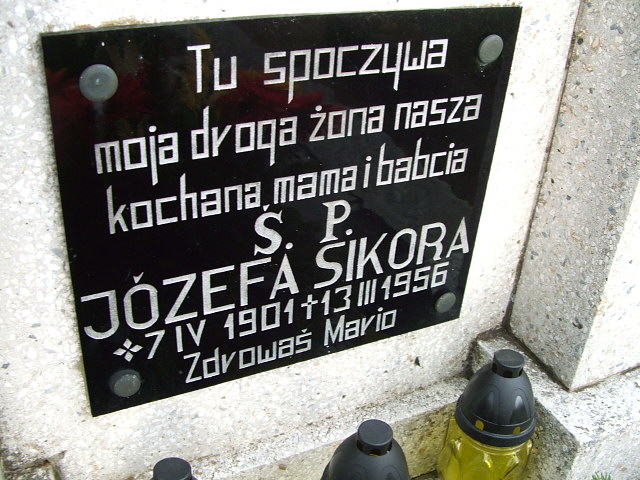 Tu spoczywa
moja droga żona nasza
kochana mama i babcia
Ś. P.
JÓZEFA SIKORA
7 IV 1901 † 13 III 1956
Zdrowaś Mario